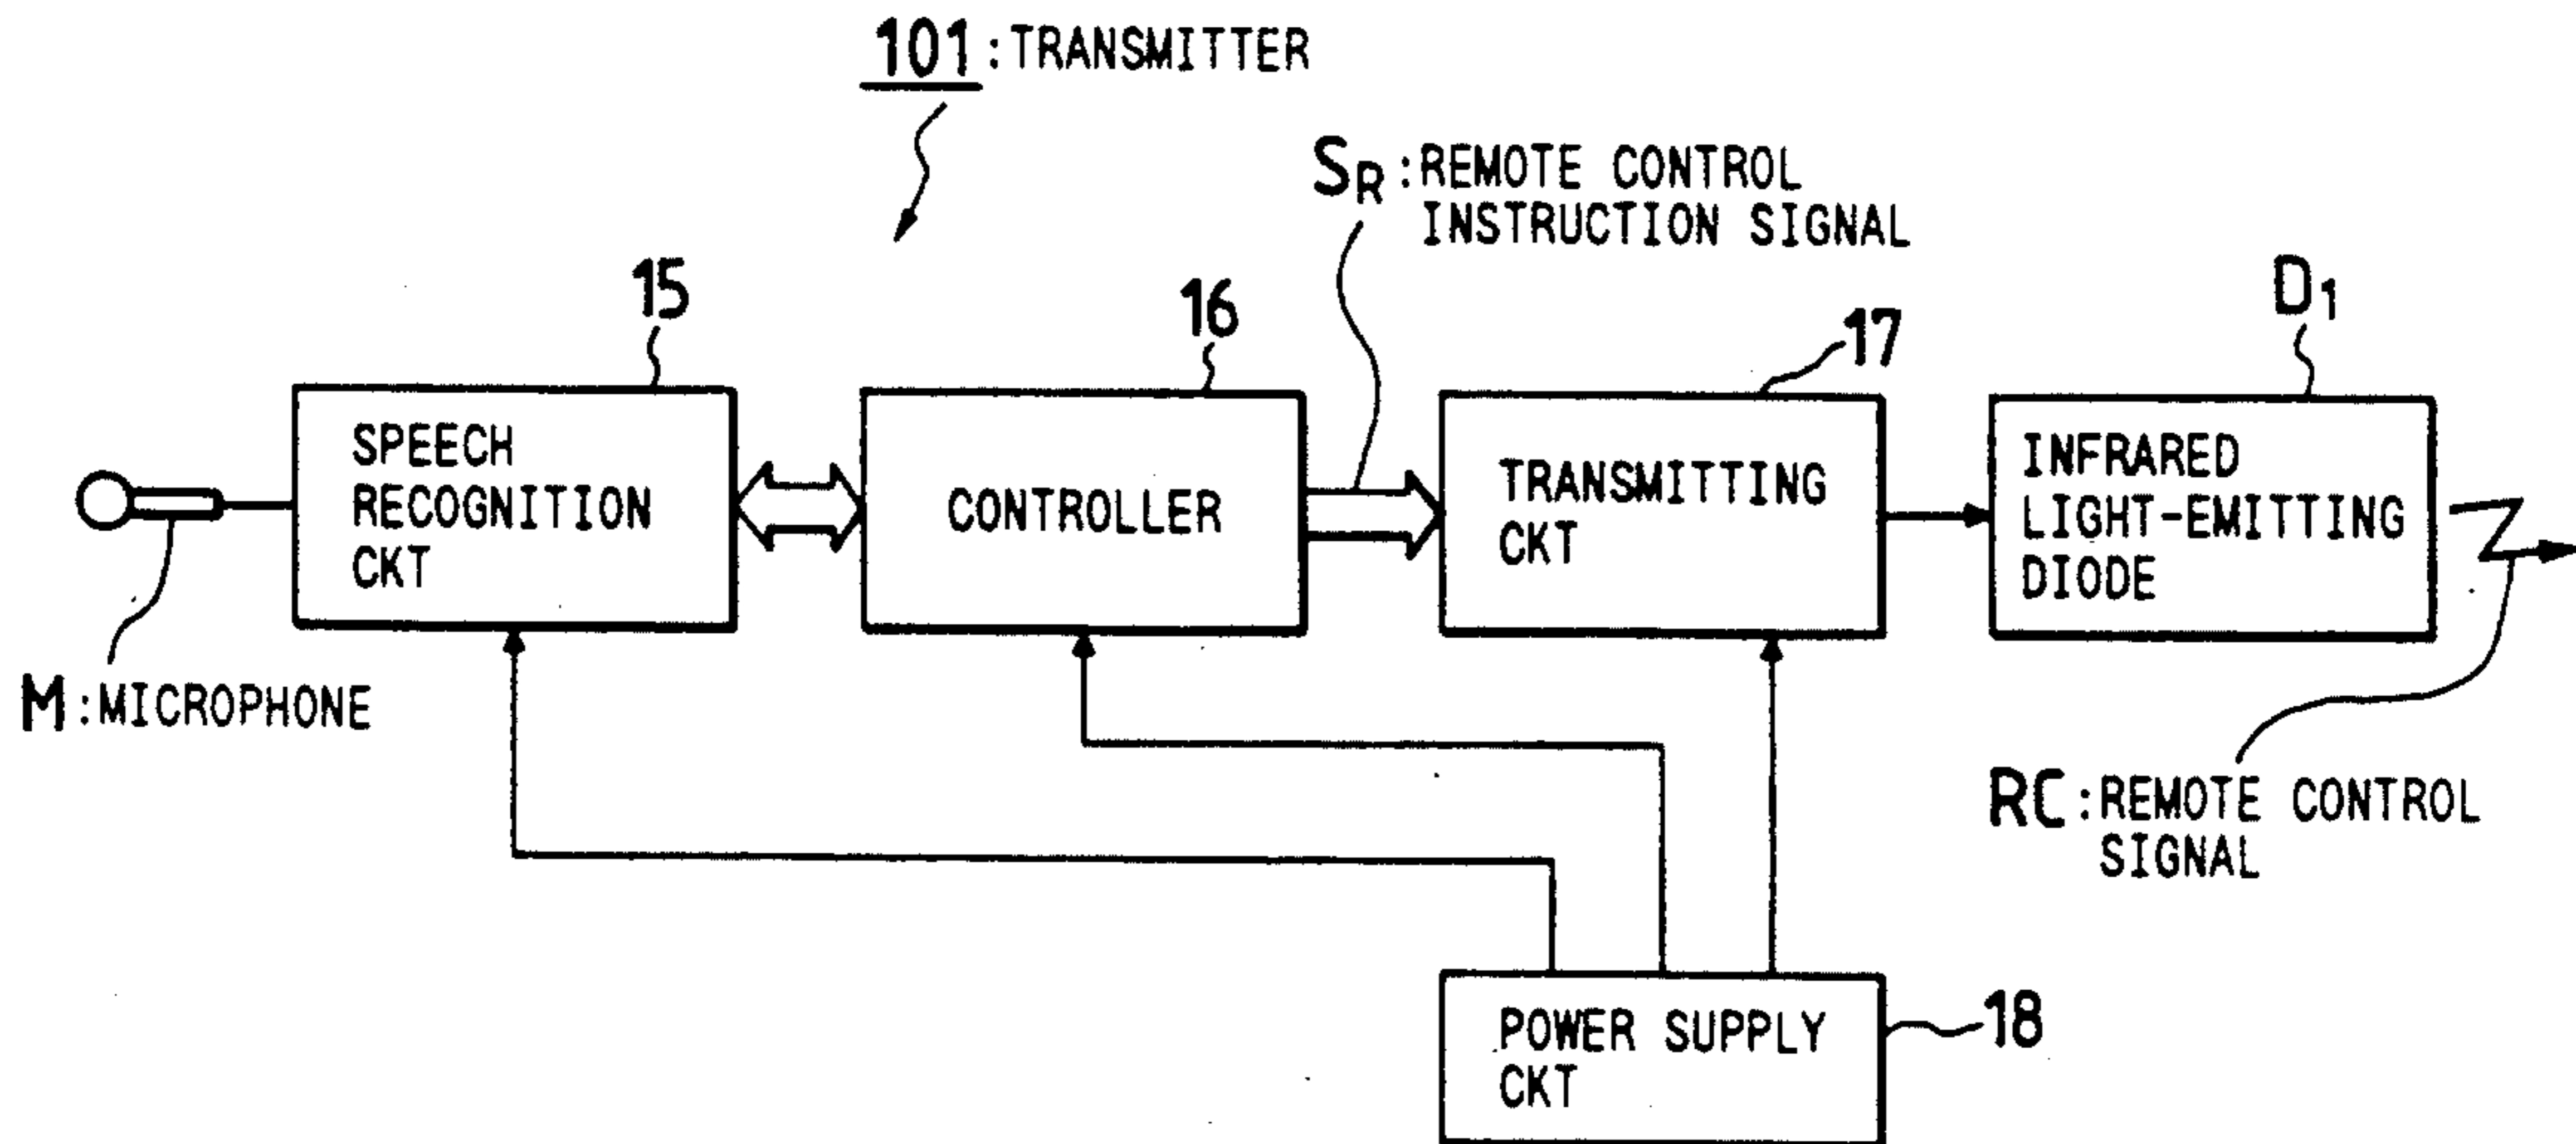 101 : TRANSMITTER
SR : REMOTE CONTROL
INSTRUCTION SIGNAL
15
16
17
D1
SPEECH
RECOGNITION
CKT
CONTROLLER
TRANSMITTING
CKT
INFRARED
LIGHT-EMITTING
DIODE
M : MICROPHONE
RC : REMOTE CONTROL
SIGNAL
POWER SUPPLY
CKT
18